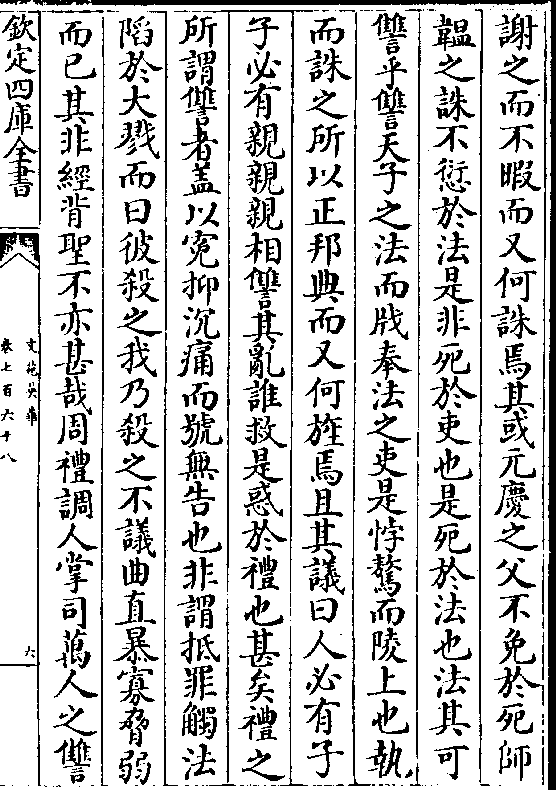 謝之而不暇而又何誅焉其或元慶之父不免於死師
韞之誅不愆於法是非死於吏也是死於法也法其可
讐乎讐天子之法而戕奉法之吏是悖驁而陵上也執
而誅之所以正邦典而又何旌焉且其議曰人必有子
子必有親親親相讐其亂誰救是惑於禮也甚矣禮之
所謂讐者盖以寃抑沉痛而號無告也非謂抵罪觸法
陷於大戮而曰彼殺之我乃殺之不議曲直暴寡脅弱
而已其非經背聖不亦甚哉周禮調人掌司萬人之讐
欽定四庫全書
文苑英華
卷七百六十八
六